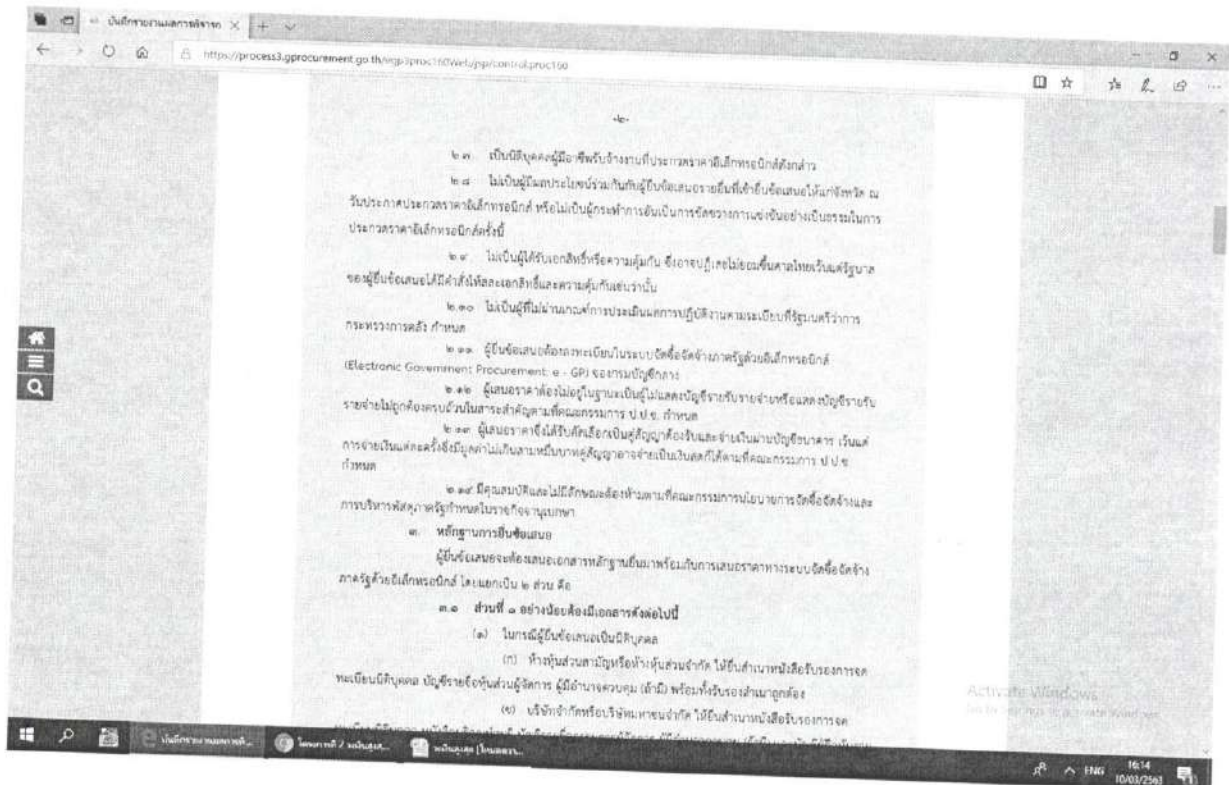 บันทึกรายงานผลการพิจารณ
https://process3.gprocurement.go.th/egp3proc160Web/jsp/control.proc160
-๒-
๒.๗ เป็นนิติบุคคลผู้มีอาชีพรับจ้างงานที่ประกวดราคาอิเล็กทรอนิกส์ดังกล่าว
๒.๘ ไม่เป็นผู้มีผลประโยชน์ร่วมกันกับผู้ยื่นข้อเสนอรายอื่นที่เข้ายื่นข้อเสนอให้แก่จังหวัด ณ
วันประกาศประกวดราคาอิเล็กทรอนิกส์ หรือไม่เป็นผู้กระทำการอันเป็นการขัดขวางการแข่งขันอย่างเป็นธรรมในการ
ประกวดราคาอิเล็กทรอนิกส์ครั้งนี้
๒.๙ ไม่เป็นผู้ได้รับเอกสิทธิ์หรือความคุ้มกัน ซึ่งอาจปฏิเสธไม่ยอมขึ้นศาลไทยเว้นแต่รัฐบาล
ของผู้ยื่นข้อเสนอได้มีคำสั่งให้สละเอกสิทธิ์และความคุ้มกันเช่นว่านั้น
๒.๑๐ ไม่เป็นผู้ที่ไม่ผ่านเกณฑ์การประเมินผลการปฏิบัติงานตามระเบียบที่รัฐมนตรีว่าการ
กระทรวงการคลัง กำหนด
๒.๑๑ ผู้ยื่นข้อเสนอต้องลงทะเบียนในระบบจัดซื้อจัดจ้างภาครัฐด้วยอิเล็กทรอนิกส์
(Electronic Government Procurement: e - GP) ของกรมบัญชีกลาง
๒.๑๒ ผู้เสนอราคาต้องไม่อยู่ในฐานะเป็นผู้ไม่แสดงบัญชีรายรับรายจ่ายหรือแสดงบัญชีรายรับ
รายจ่ายไม่ถูกต้องครบถ้วนในสาระสำคัญตามที่คณะกรรมการ ป.ป.ช. กำหนด
๒.๑๓ ผู้เสนอราคาซึ่งได้รับคัดเลือกเป็นคู่สัญญาต้องรับและจ่ายเงินผ่านบัญชีธนาคาร เว้นแต่
การจ่ายเงินแต่ละครั้งซึ่งมีมูลค่าไม่เกินสามหมื่นบาทคู่สัญญาอาจจ่ายเป็นเงินสดก็ได้ตามที่คณะกรรมการ ป.ป.ช.
กำหนด
๒.๑๔ มีคุณสมบัติและไม่มีลักษณะต้องห้ามตามที่คณะกรรมการนโยบายการจัดซื้อจัดจ้างและ
การบริหารพัสดุภาครัฐกำหนดในราชกิจจานุเบกษา
๓. หลักฐานการยื่นข้อเสนอ
ผู้ยื่นข้อเสนอจะต้องเสนอเอกสารหลักฐานยื่นมาพร้อมกับการเสนอราคาทางระบบจัดซื้อจัดจ้าง
ภาครัฐด้วยอิเล็กทรอนิกส์ โดยแยกเป็น ๒ ส่วน คือ
๓.๑ ส่วนที่ ๑ อย่างน้อยต้องมีเอกสารดังต่อไปนี้
(๑) ในกรณีผู้ยื่นข้อเสนอเป็นนิติบุคคล
(ก) ห้างหุ้นส่วนสามัญหรือห้างหุ้นส่วนจำกัด ให้ยื่นสำเนาหนังสือรับรองการจด
ทะเบียนนิติบุคคล บัญชีรายชื่อหุ้นส่วนผู้จัดการ ผู้มีอำนาจควบคุม (ถ้ามี) พร้อมทั้งรับรองสำเนาถูกต้อง
(ข) บริษัทจำกัดหรือบริษัทมหาชนจำกัด ให้ยื่นสำเนาหนังสือรับรองการจด
Activate Windows
บันทึกรายงานผลการพิ...
ENG
16:14
10/03/2563